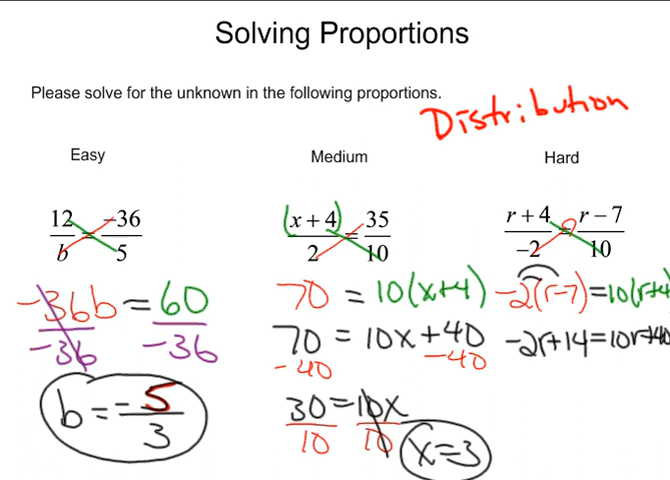 Solving Proportions
Please solve for the unknown in the following proportions.
Distribution
Easy
12/b = -36/5
-36b = 60
-36 -36
b = -5/3
Medium
(x + 4)/2 = 35/10
70 = 10(x+4)
70 = 10x+40
-40 -40
30 = 10x
10 10
x=3
Hard
r + 4/-2 = r - 7/10
-2(r-7)=10(r+4
-2r+14=10r+40